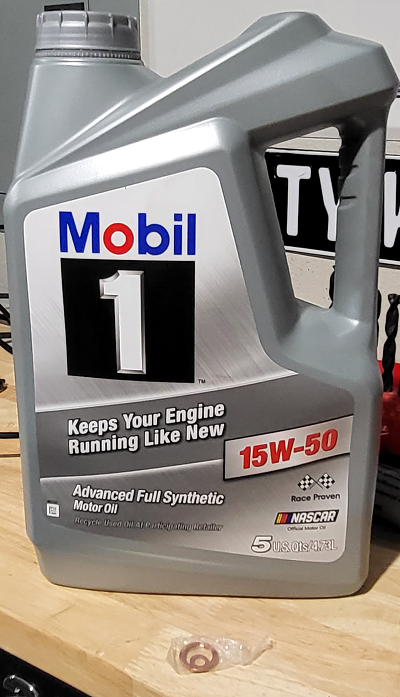 Mobil
1
™
Keeps Your Engine
Running Like New
15W-50
Advanced Full Synthetic
Motor Oil
Recycle Used Oil At Participating Retailer
Race Proven
NASCAR
Official Motor Oil
5 U.S. Qts/4.73L
TY